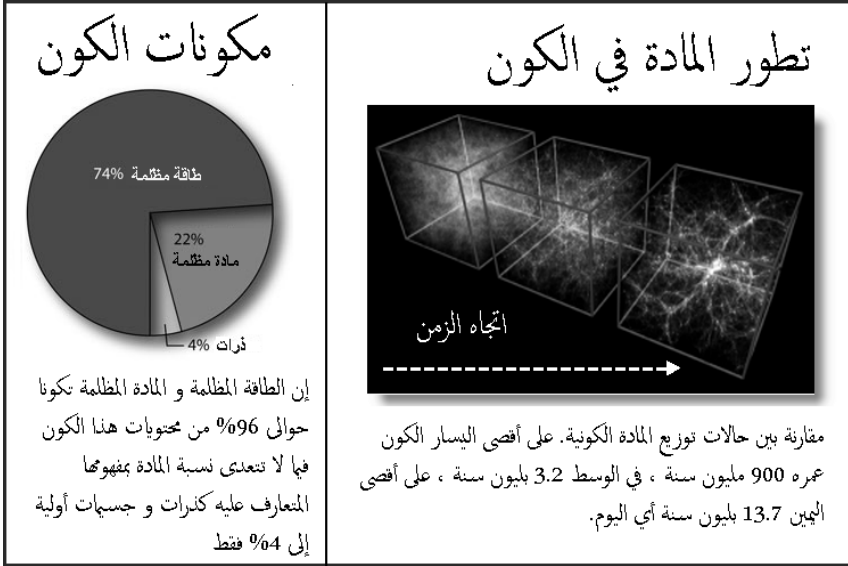 تطور المادة في الكون
اتجاه الزمن
مقارنة بين حالات توزيع المادة الكونية. على أقصى اليسار الكون
عمره 900 مليون سنة ، في الوسط 3.2 بليون سنة ، على أقصى
اليمين 13.7 بليون سنة أي اليوم.
مكونات الكون
74% طاقة مظلمة
22%
مادة مظلمة
4% ذرات
إن الطاقة المظلمة و المادة المظلمة تكونا
حوالى 96% من محتويات هذا الكون
فيما لا تتعدى نسبة المادة بمفهومها
المتعارف عليه كذرات و جسيمات أولية
إلى 4% فقط